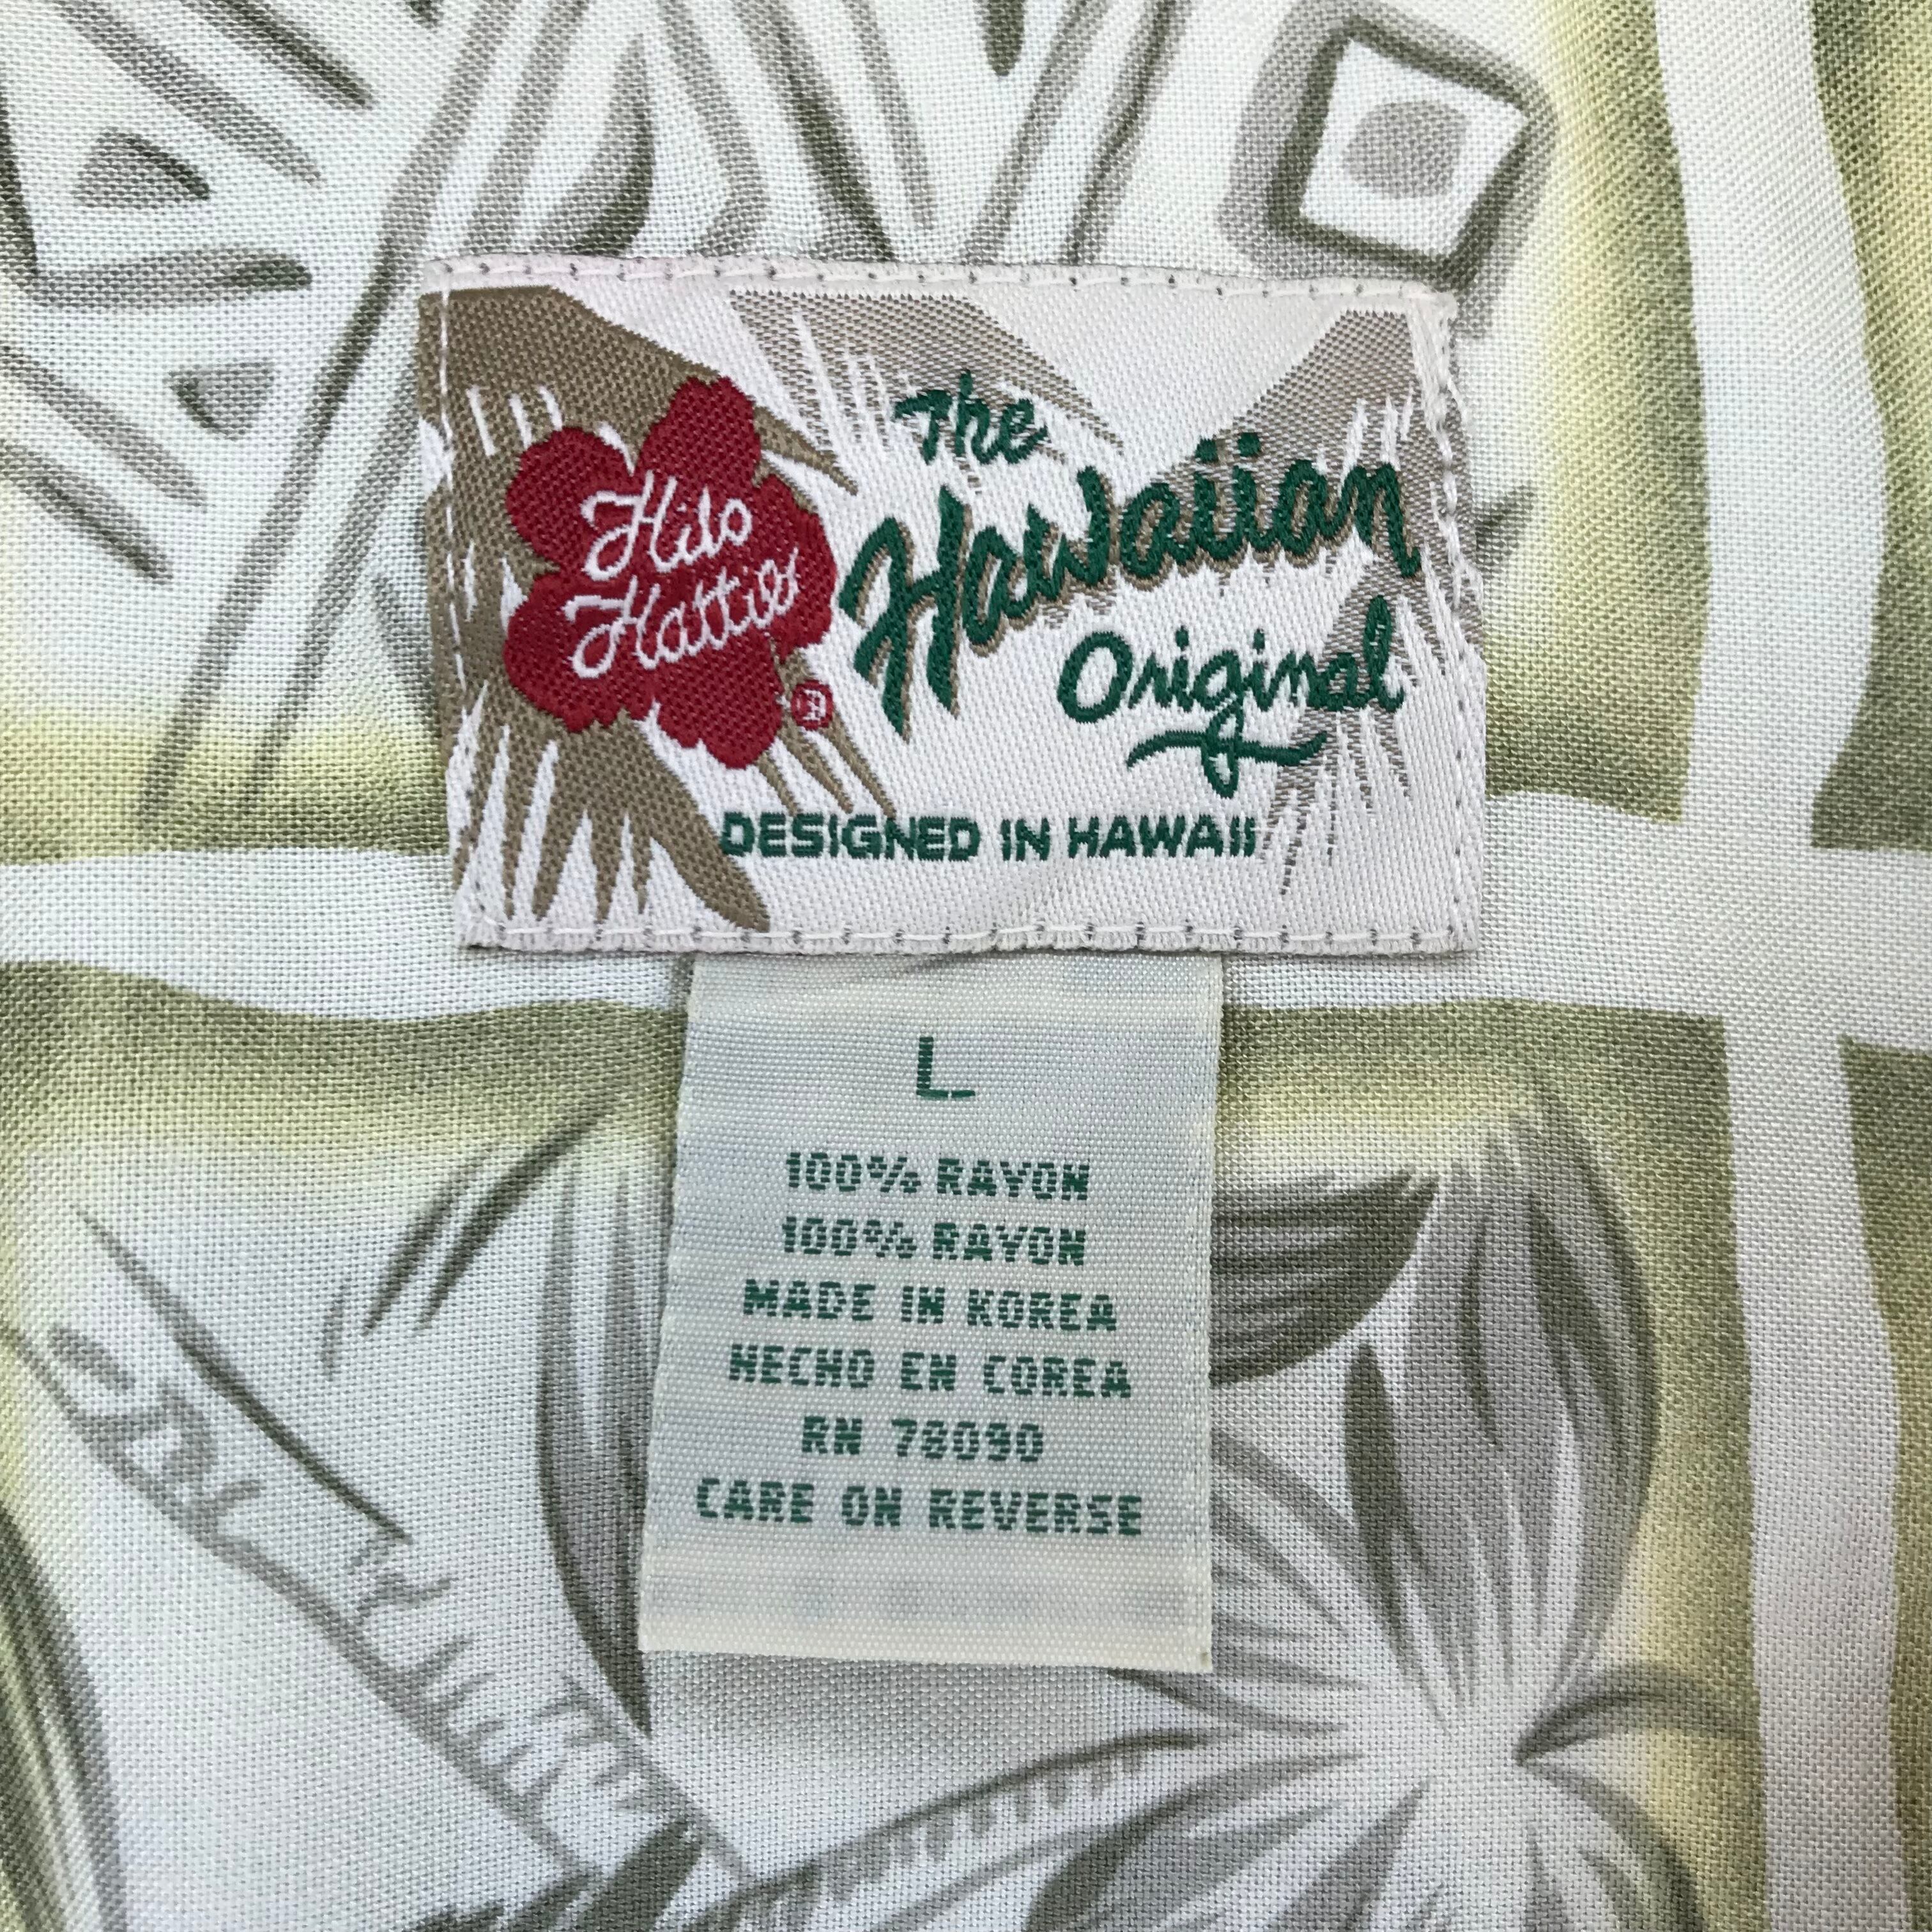 Hilo
Hattie
®
The
Hawaiian
Original
DESIGNED IN HAWAII
L
100% RAYON
100% RAYON
MADE IN KOREA
HECHO EN COREA
RN 78090
CARE ON REVERSE